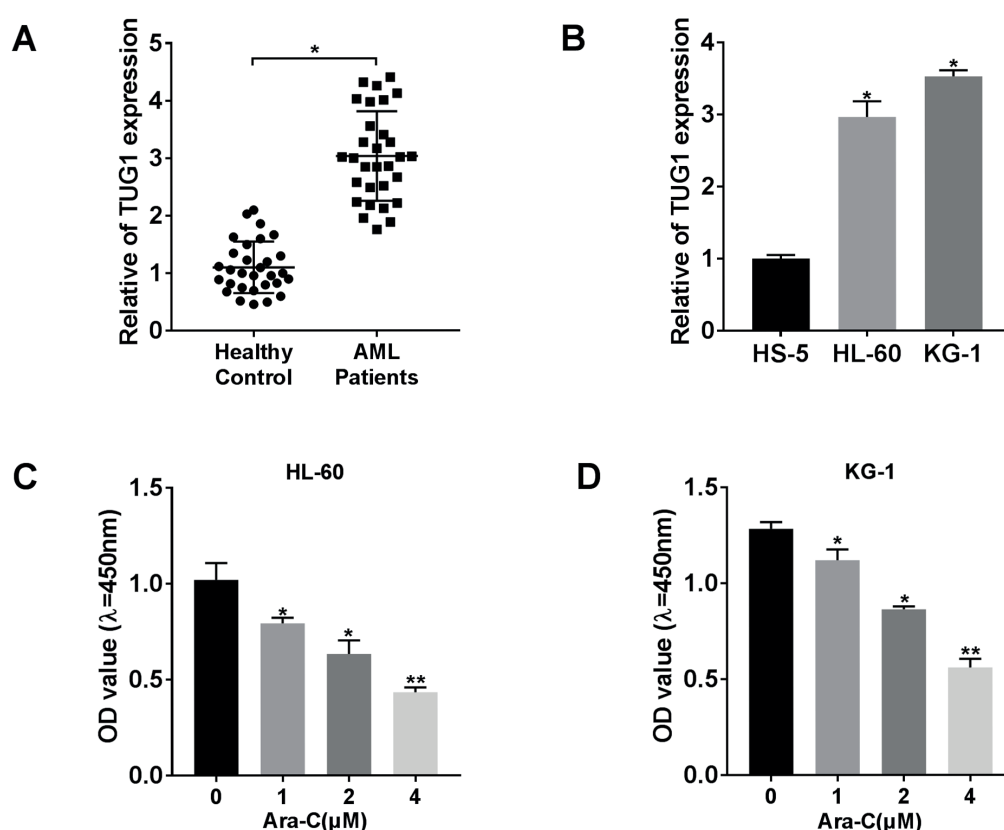 A
Relative of TUG1 expression
5
4
3
2
1
0
*
Healthy
Control
AML
Patients
B
Relative of TUG1 expression
4
3
2
1
0
*
*
HS-5 HL-60 KG-1
C
HL-60
OD value (λ=450nm)
1.5
1.0
0.5
0.0
*
*
**
0 1 2 4
Ara-C(μM)
D
KG-1
OD value (λ=450nm)
1.5
1.0
0.5
0.0
*
*
**
0 1 2 4
Ara-C(μM)